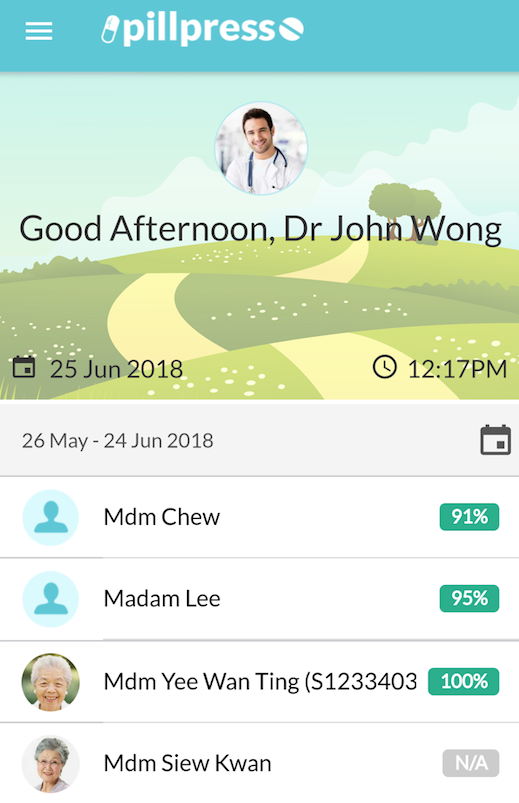 pillpress
Good Afternoon, Dr John Wong
25 Jun 2018 12:17PM
26 May - 24 Jun 2018
Mdm Chew 91%
Madam Lee 95%
Mdm Yee Wan Ting (S1233403 100%
Mdm Siew Kwan N/A